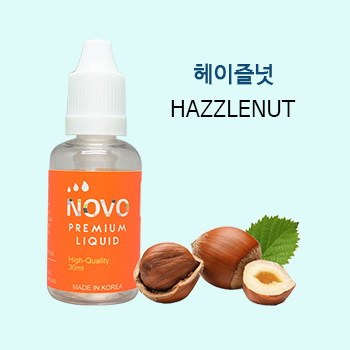 헤이즐넛
HAZZLENUT
NOVO
PREMIUM
LIQUID
High-Quality
30ml
MADE IN KOREA